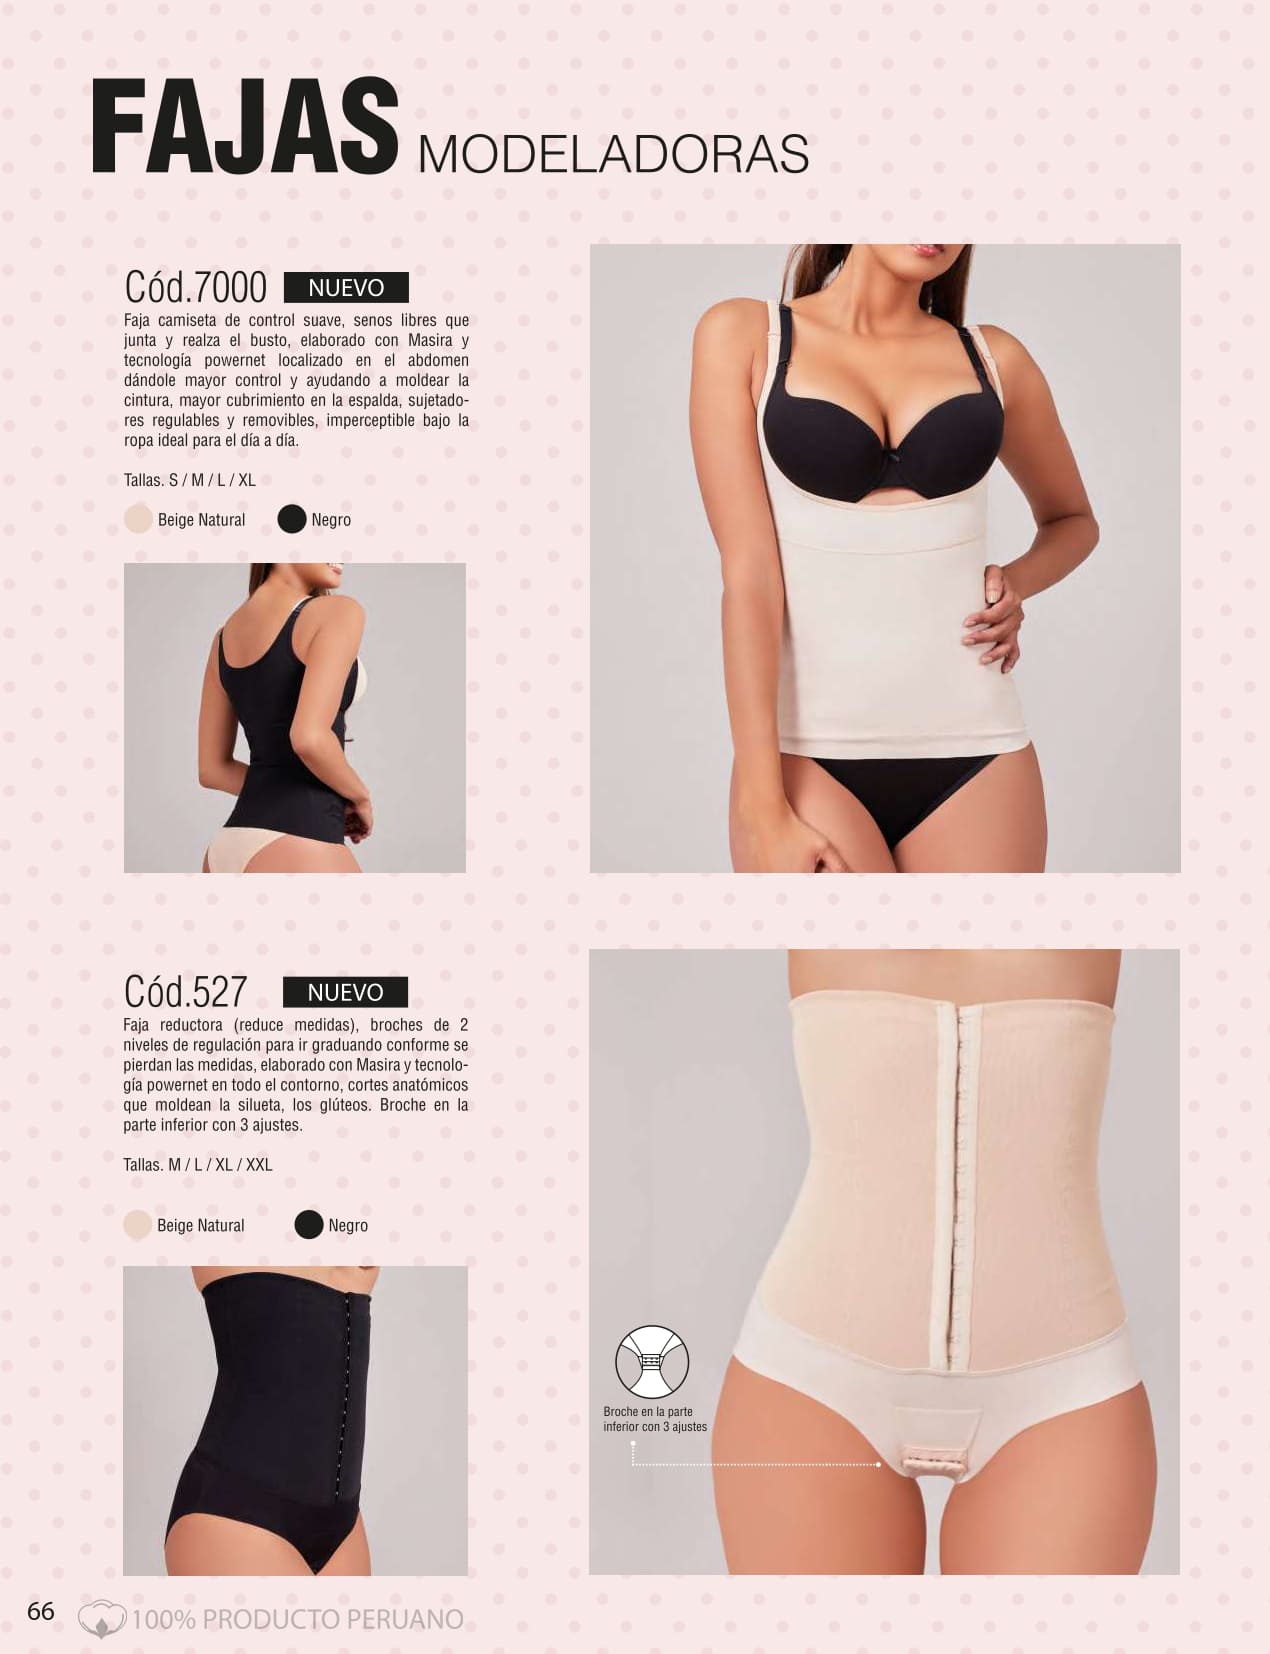 FAJAS MODELADORAS
Cód.7000 NUEVO
Faja camiseta de control suave, senos libres que
junta y realza el busto, elaborado con Masira y
tecnología powernet localizado en el abdomen
dándole mayor control y ayudando a moldear la
cintura, mayor cubrimiento en la espalda, sujetado-
res regulables y removibles, imperceptible bajo la
ropa ideal para el día a día.
Tallas. S / M / L / XL
Beige Natural Negro
Cód.527 NUEVO
Faja reductora (reduce medidas), broches de 2
niveles de regulación para ir graduando conforme se
pierdan las medidas, elaborado con Masira y tecnolo-
gía powernet en todo el contorno, cortes anatómicos
que moldean la silueta, los glúteos. Broche en la
parte inferior con 3 ajustes.
Tallas. M / L / XL / XXL
Beige Natural Negro
Broche en la parte
inferior con 3 ajustes
66 100% PRODUCTO PERUANO